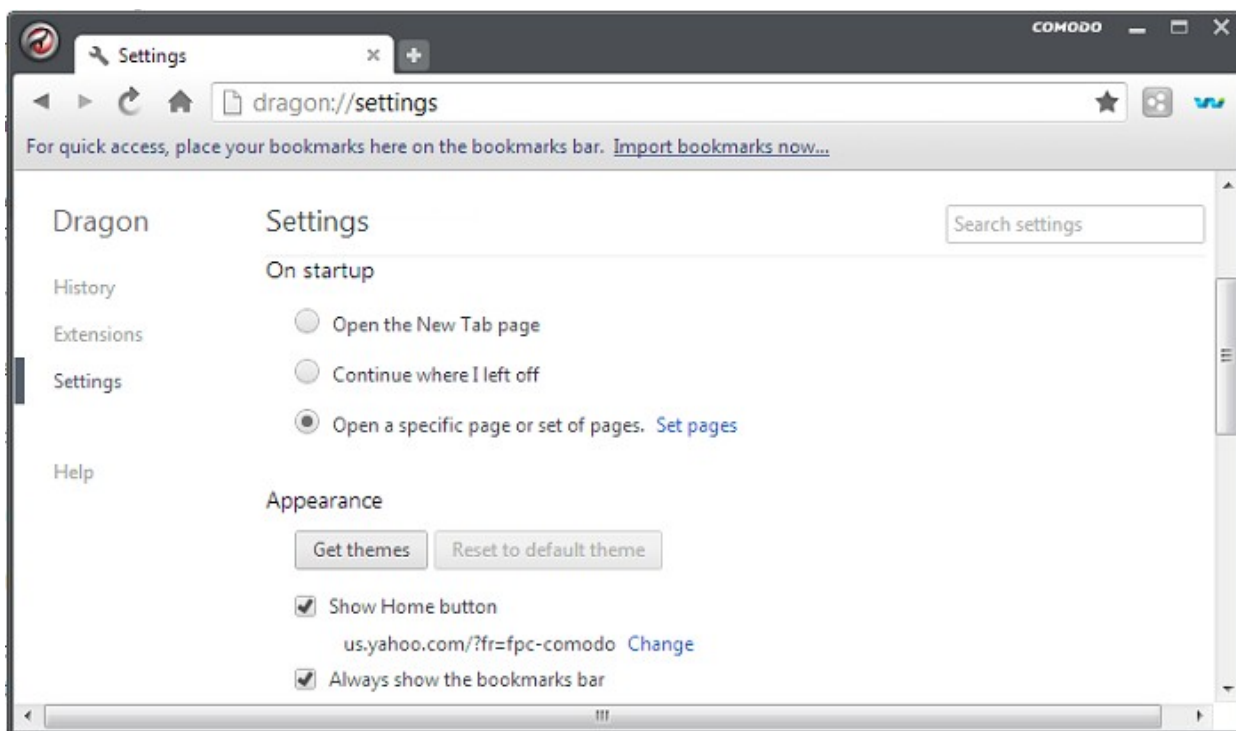 COMODO
Settings
dragon://settings
For quick access, place your bookmarks here on the bookmarks bar. Import bookmarks now...
Dragon
Settings
Search settings
On startup
History
Open the New Tab page
Extensions
Continue where I left off
Settings
Open a specific page or set of pages. Set pages
Help
Appearance
Get themes
Reset to default theme
Show Home button
us.yahoo.com/?fr=fpc-comodo Change
Always show the bookmarks bar